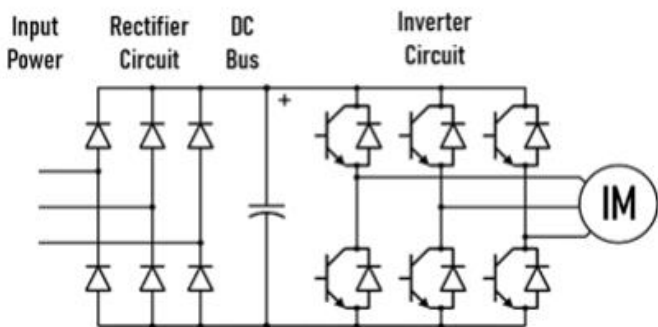 Input
Power
Rectifier
Circuit
DC
Bus
Inverter
Circuit
+
IM